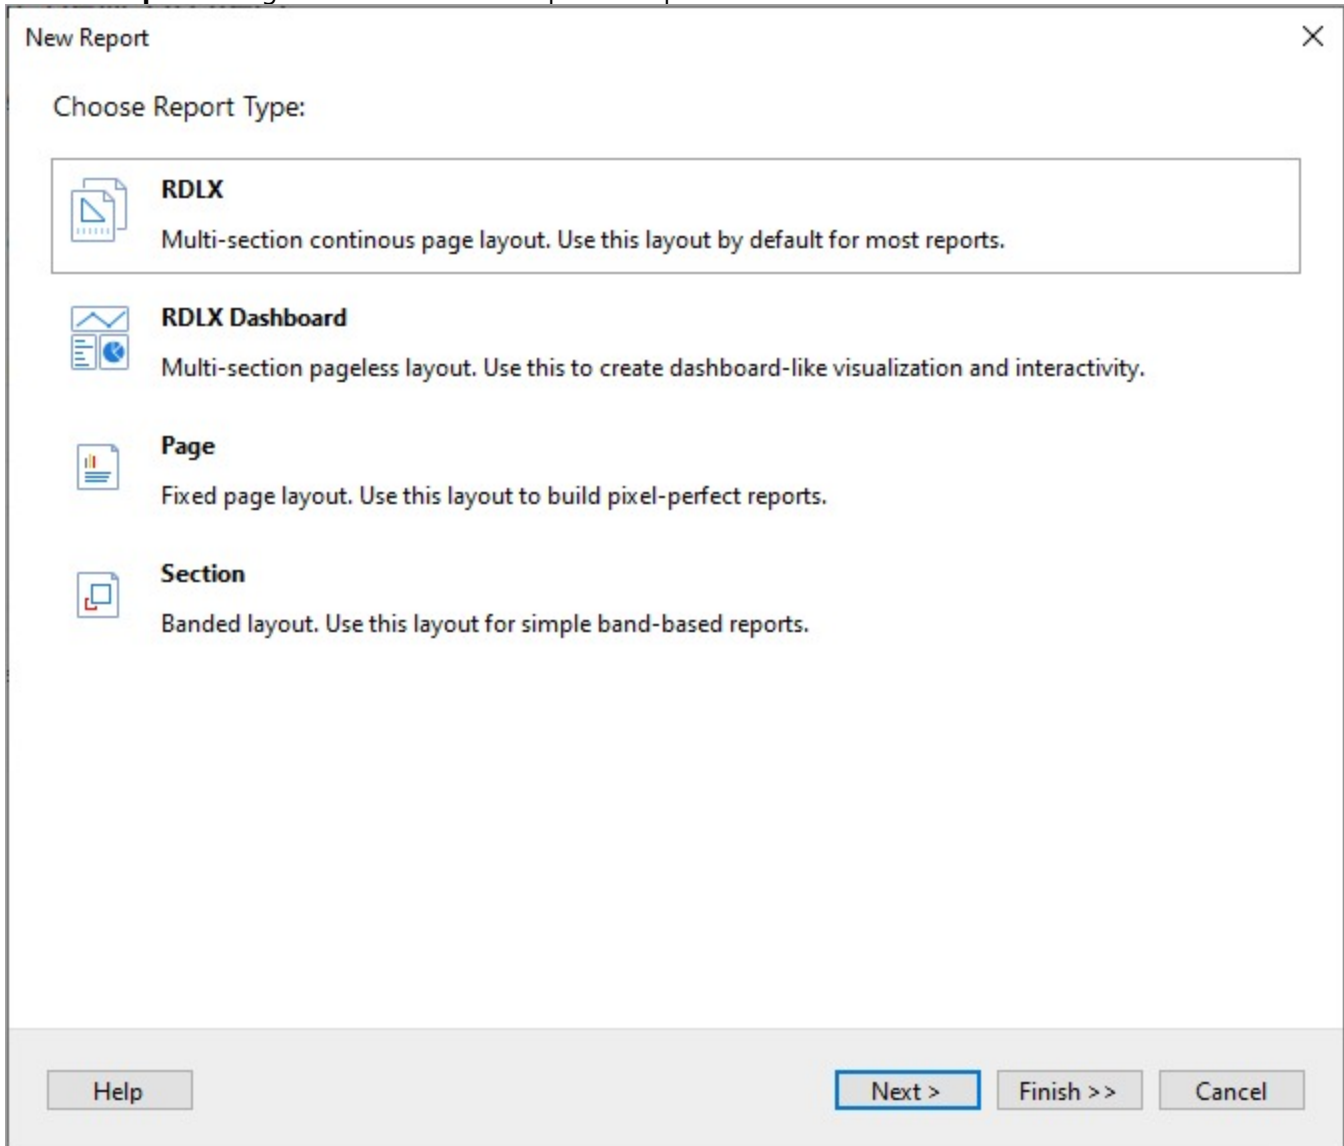 New Report
Choose Report Type:
RDLX
Multi-section continous page layout. Use this layout by default for most reports.
RDLX Dashboard
Multi-section pageless layout. Use this to create dashboard-like visualization and interactivity.
Page
Fixed page layout. Use this layout to build pixel-perfect reports.
Section
Banded layout. Use this layout for simple band-based reports.
Help
Next >
Finish >>
Cancel